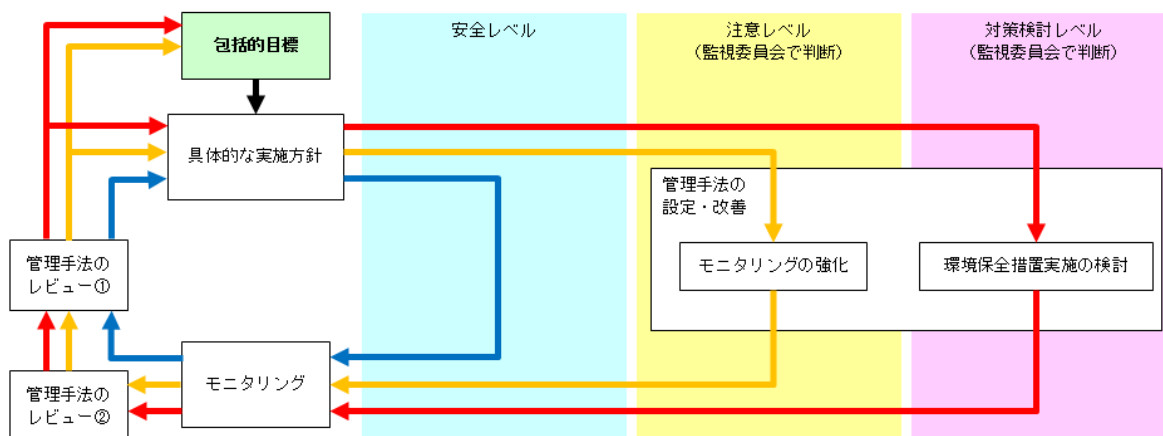 包括的目標
安全レベル
注意レベル
（監視委員会で判断）
対策検討レベル
（監視委員会で判断）
具体的な実施方針
管理手法の
設定・改善
管理手法の
レビュー①
モニタリングの強化
環境保全措置実施の検討
モニタリング
管理手法の
レビュー②